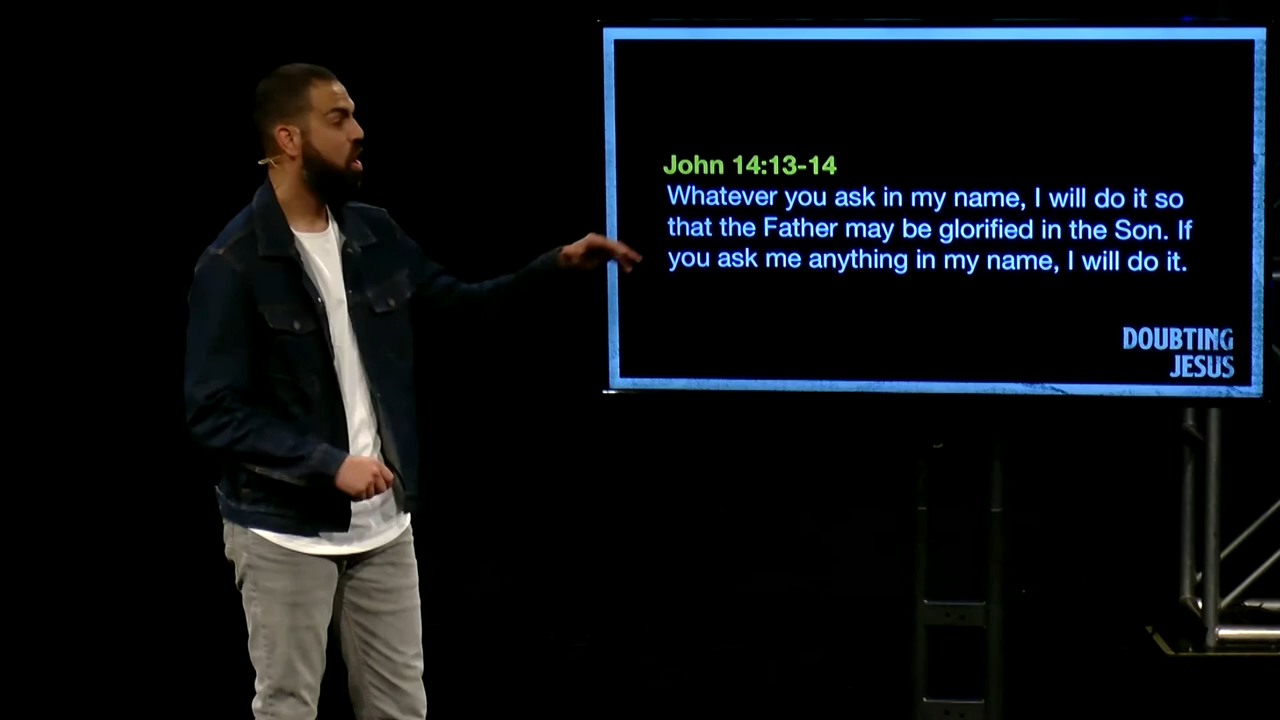 John 14:13-14
Whatever you ask in my name, I will do it so
that the Father may be glorified in the Son. If
you ask me anything in my name, I will do it.
DOUBTING
JESUS